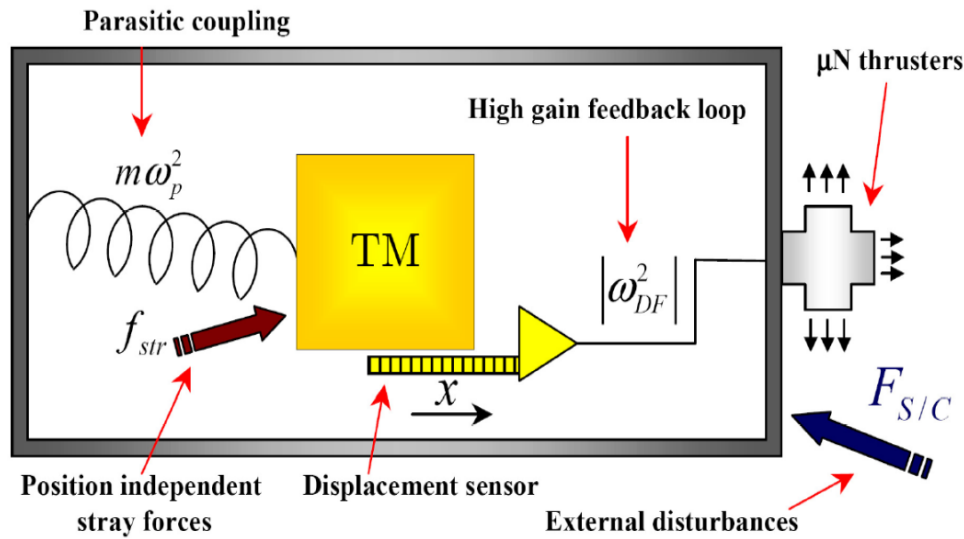 Parasitic coupling
μN thrusters
High gain feedback loop
mω_p^2
TM
|ω_DF^2|
f_str
x
F_S/C
Position independent
stray forces
Displacement sensor
External disturbances